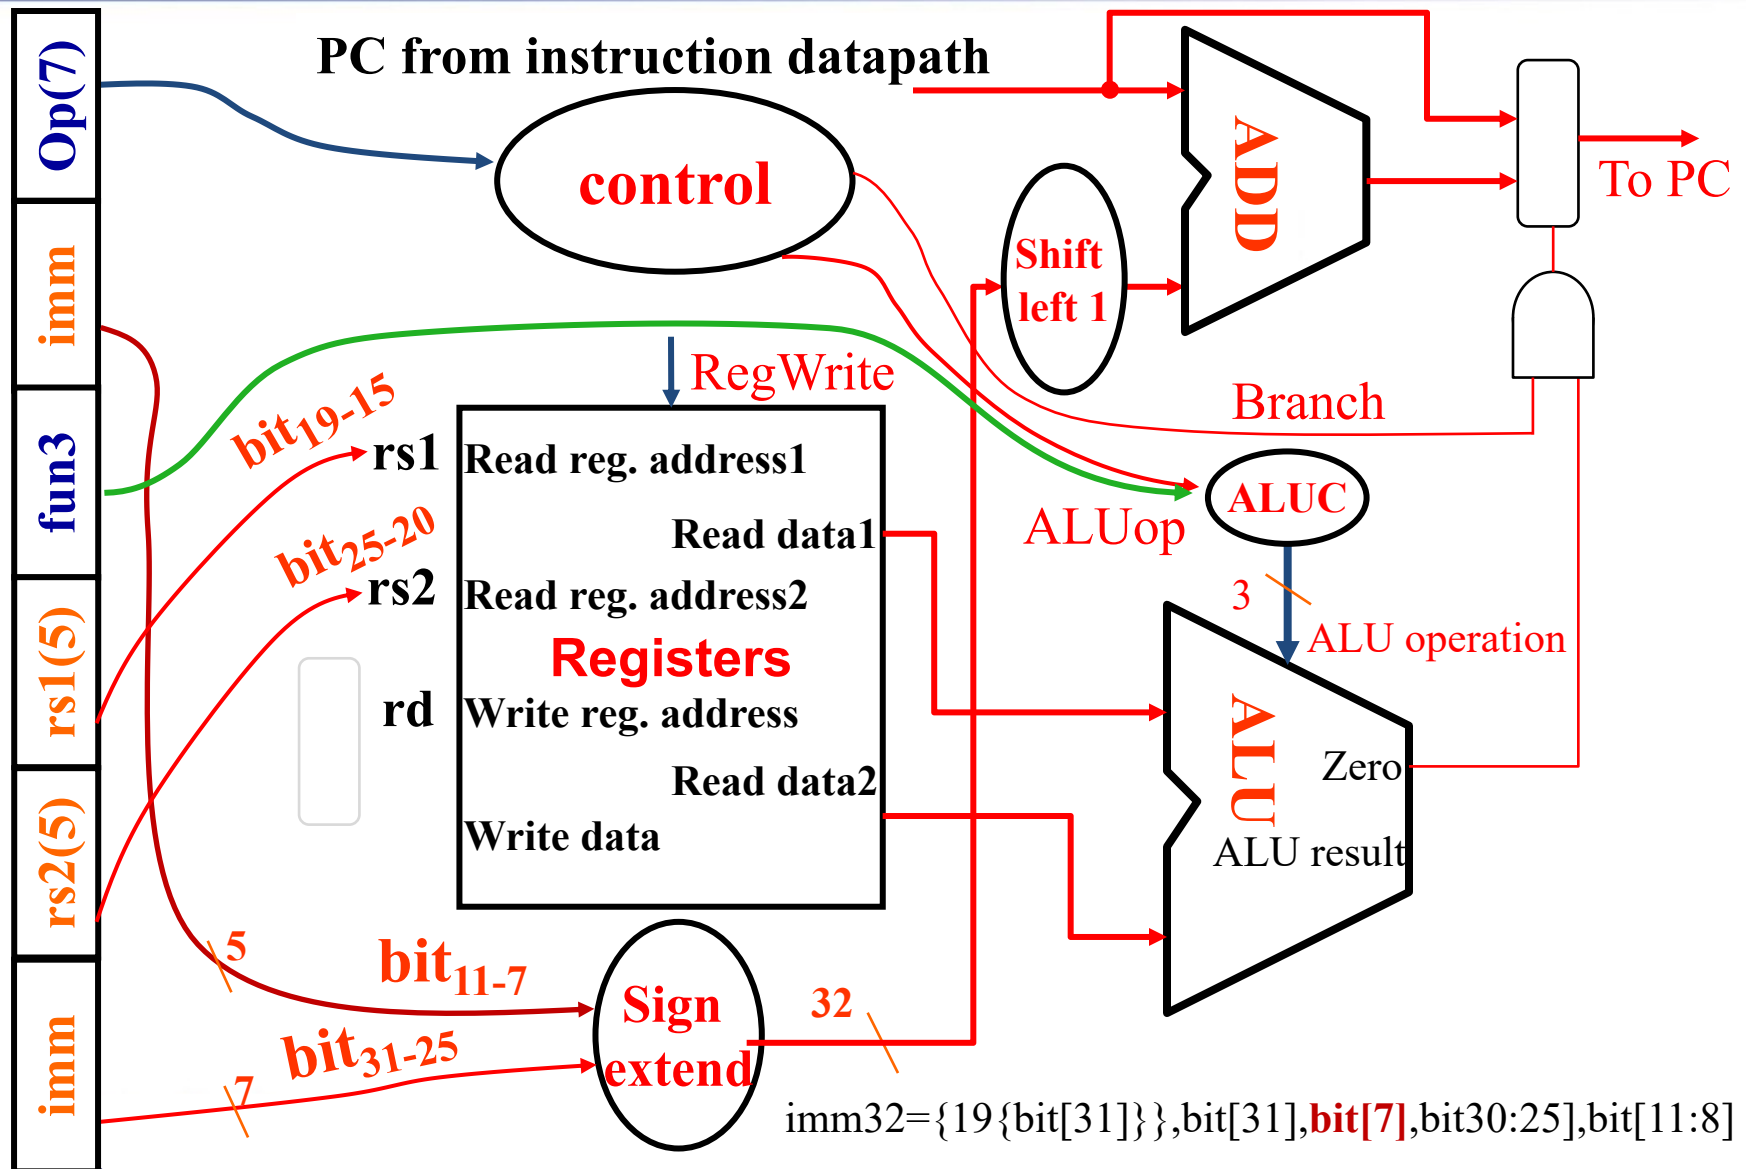 PC from instruction datapath
Op(7)
imm
fun3
rs1(5)
rs2(5)
imm
control
ADD
To PC
Shift
left 1
RegWrite
Branch
bit19-15
rs1
Read reg. address1
ALUC
bit25-20
Read data1
ALUop
rs2
Read reg. address2
3
Registers
ALU operation
rd
Write reg. address
ALU
Zero
Read data2
Write data
ALU result
5
bit11-7
Sign
extend
32
bit31-25
7
imm32={19{bit[31]}},bit[31],bit[7],bit30:25],bit[11:8]